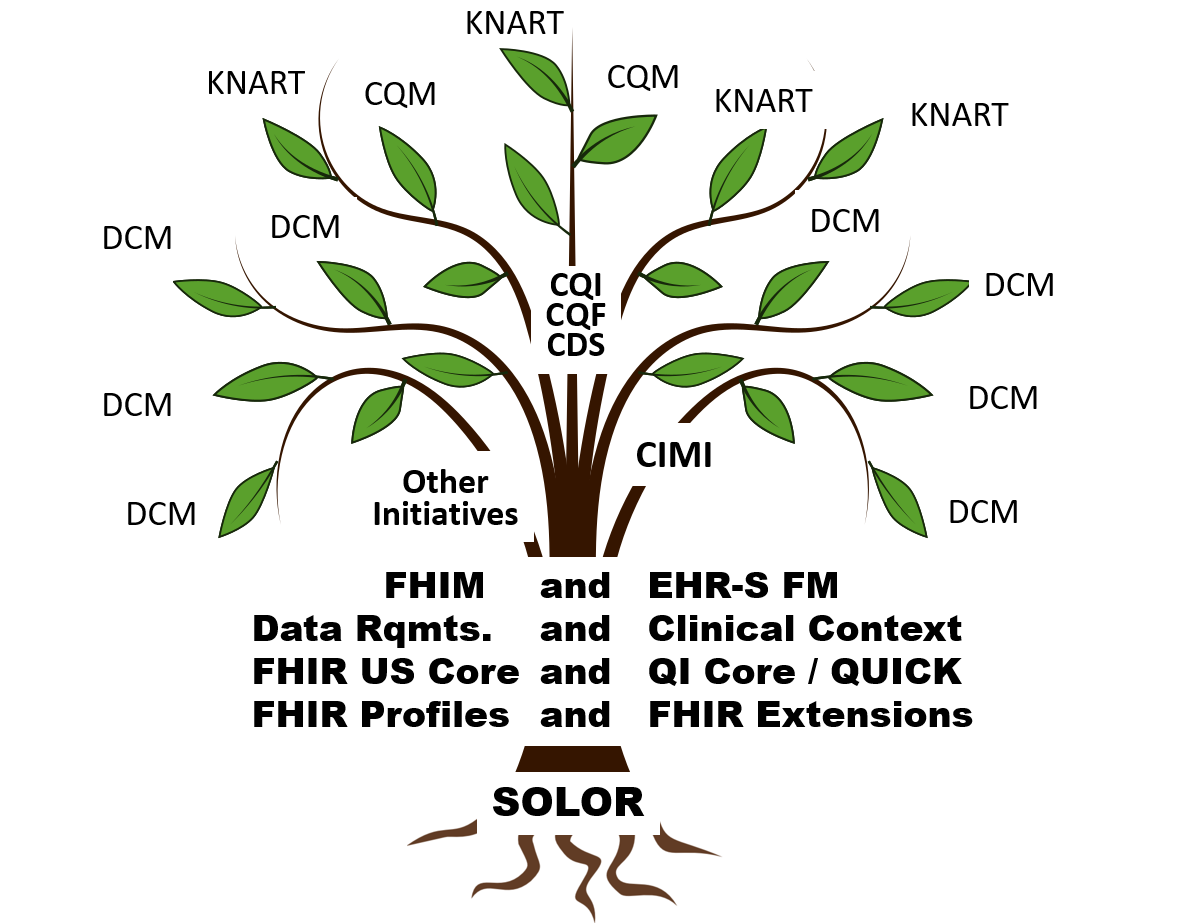 KNART
KNART
CQM
CQM
KNART
KNART
DCM
DCM
DCM
DCM
CQI
CQF
CDS
DCM
DCM
CIMI
Other
Initiatives
DCM
DCM
FHIM and EHR-S FM
Data Rqmts. and Clinical Context
FHIR US Core and QI Core / QUICK
FHIR Profiles and FHIR Extensions
SOLOR